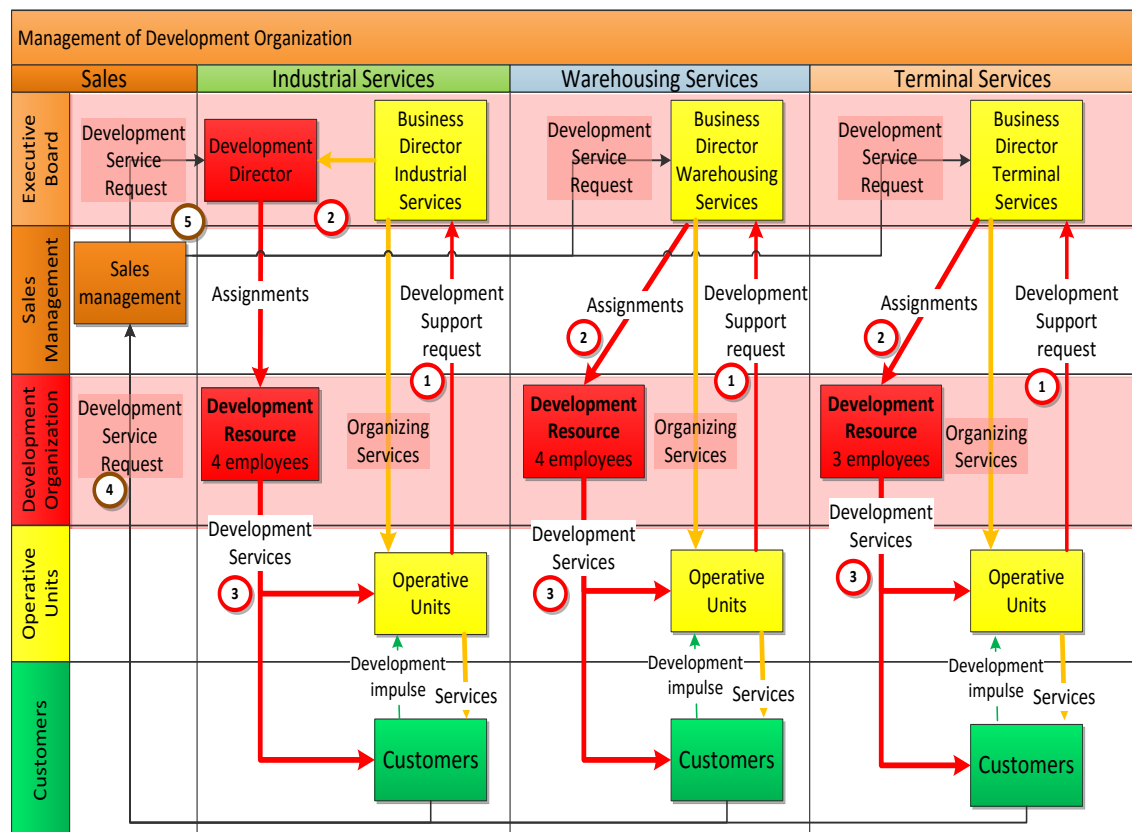 Management of Development Organization
Sales
Industrial Services
Warehousing Services
Terminal Services
Executive
Board
Development
Service
Request
Development
Director
Business
Director
Industrial
Services
Development
Service
Request
Business
Director
Warehousing
Services
Development
Service
Request
Business
Director
Terminal
Services
5
2
Sales
Management
Sales
management
Assignments
Development
Support
request
1
Assignments
2
Development
Support
request
1
Assignments
2
Development
Support
request
1
Development
Organization
Development
Service
Request
4
Development
Resource
4 employees
Organizing
Services
Development
Resource
4 employees
Organizing
Services
Development
Resource
3 employees
Organizing
Services
Operative
Units
Development
Services
3
Operative
Units
Development
Services
3
Operative
Units
Development
Services
3
Operative
Units
Customers
Development
impulse
Services
Customers
Development
impulse
Services
Customers
Development
impulse
Services
Customers